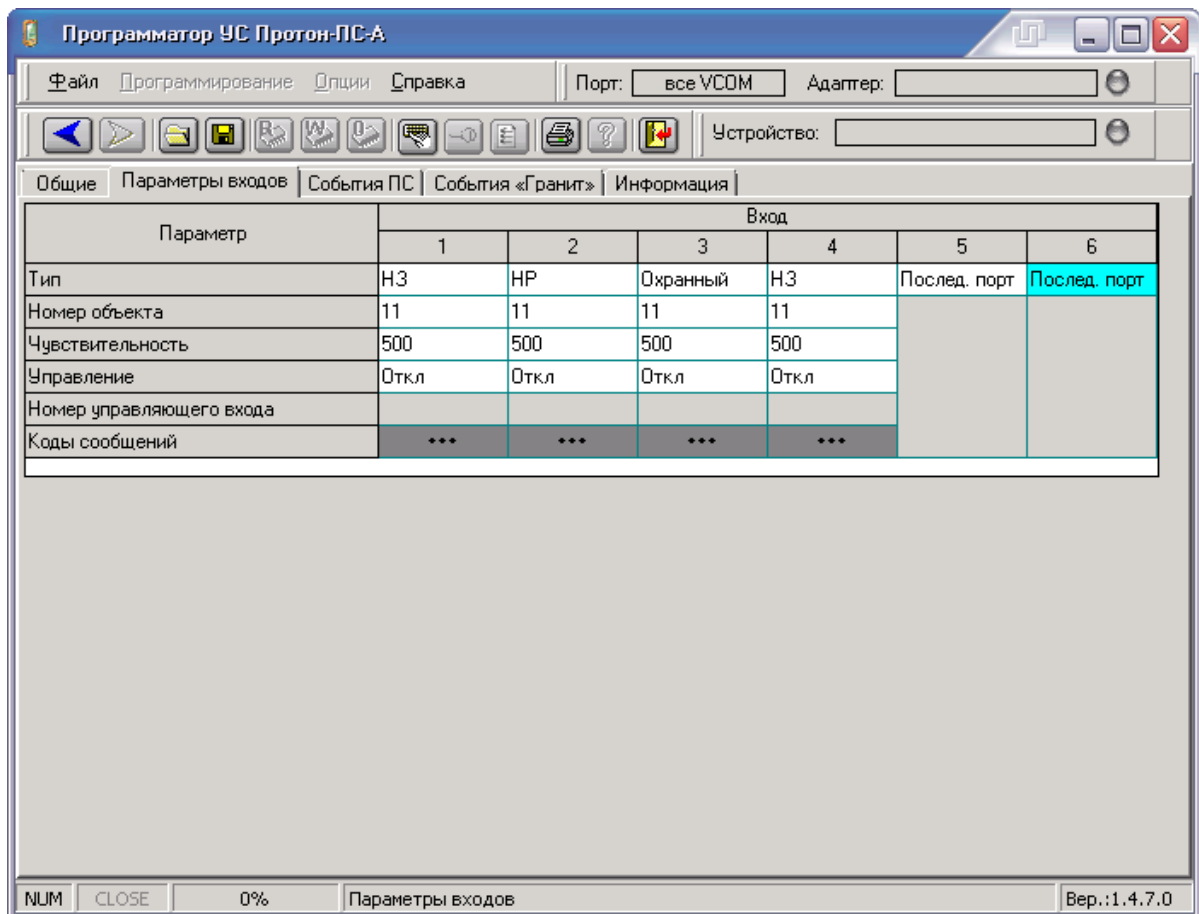 Программатор УС Протон-ПС-А
Файл Программирование Опции Справка Порт: все VCOM Адаптер:
Устройство:
Общие Параметры входов События ПС События «Гранит» Информация
Параметр Вход
1 2 3 4 5 6
Тип НЗ НР Охранный НЗ Послед. порт Послед. порт
Номер объекта 11 11 11 11
Чувствительность 500 500 500 500
Управление Откл Откл Откл Откл
Номер управляющего входа
Коды сообщений ••• ••• ••• •••
NUM CLOSE 0% Параметры входов Вер.:1.4.7.0